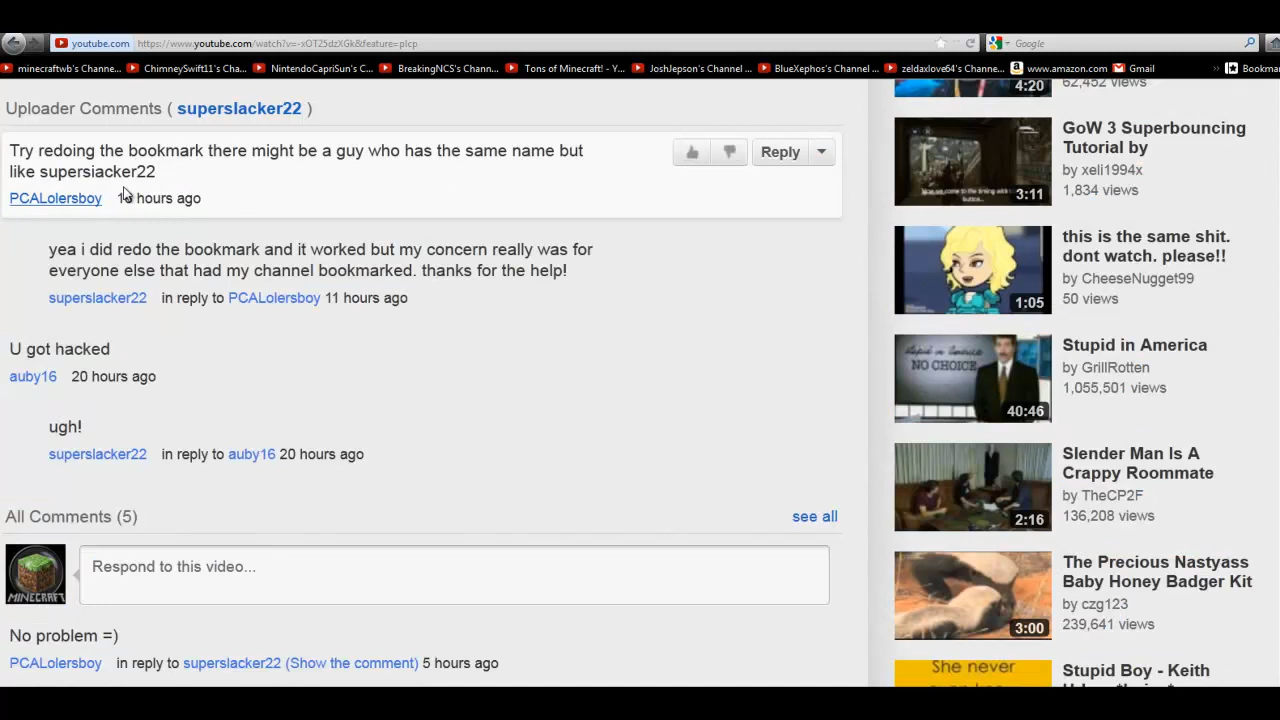 youtube.com https://www.youtube.com/watch?v=-xOT25dzXGk&feature=plcp Google
minecraftwb's Channe... ChimneySwift11's Cha... NintendoCapriSun's C... BreakingNCS's Chann... Tons of Minecraft! - Y... JoshJepson's Channel ... BlueXephos's Channel ... zeldaxlove64's Channe... www.amazon.com Gmail Bookmar
Uploader Comments ( superslacker22 )
Try redoing the bookmark there might be a guy who has the same name but
like supersiacker22
Reply
PCALolersboy hours ago
yea i did redo the bookmark and it worked but my concern really was for
everyone else that had my channel bookmarked. thanks for the help!
superslacker22 in reply to PCALolersboy 11 hours ago
U got hacked
auby16 20 hours ago
ugh!
superslacker22 in reply to auby16 20 hours ago
All Comments (5) see all
MINECRAFT
Respond to this video...
No problem =)
PCALolersboy in reply to superslacker22 (Show the comment) 5 hours ago
4:20
62,452 views
GoW 3 Superbouncing
Tutorial by
by xeli1994x
1,834 views
3:11
this is the same shit.
dont watch. please!!
by CheeseNugget99
50 views
1:05
Stupid in America
by GrillRotten
1,055,501 views
Stupid in America
NO CHOICE
40:46
Slender Man Is A
Crappy Roommate
by TheCP2F
136,208 views
2:16
The Precious Nastyass
Baby Honey Badger Kit
by czg123
239,641 views
3:00
She never
Stupid Boy - Keith